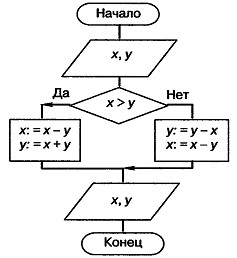 Начало
x, y
Да
x > y
Нет
x: = x – y
y: = x + y
y: = y – x
x: = x – y
x, y
Конец